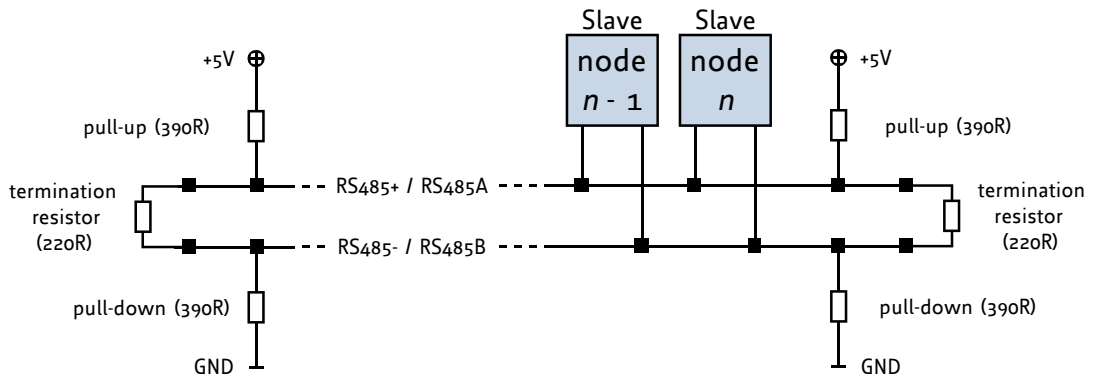 Slave
Slave
node
n - 1
node
n
+5V
+5V
pull-up (390R)
pull-up (390R)
RS485+ / RS485A
termination
resistor
(220R)
termination
resistor
(220R)
RS485- / RS485B
pull-down (390R)
pull-down (390R)
GND
GND